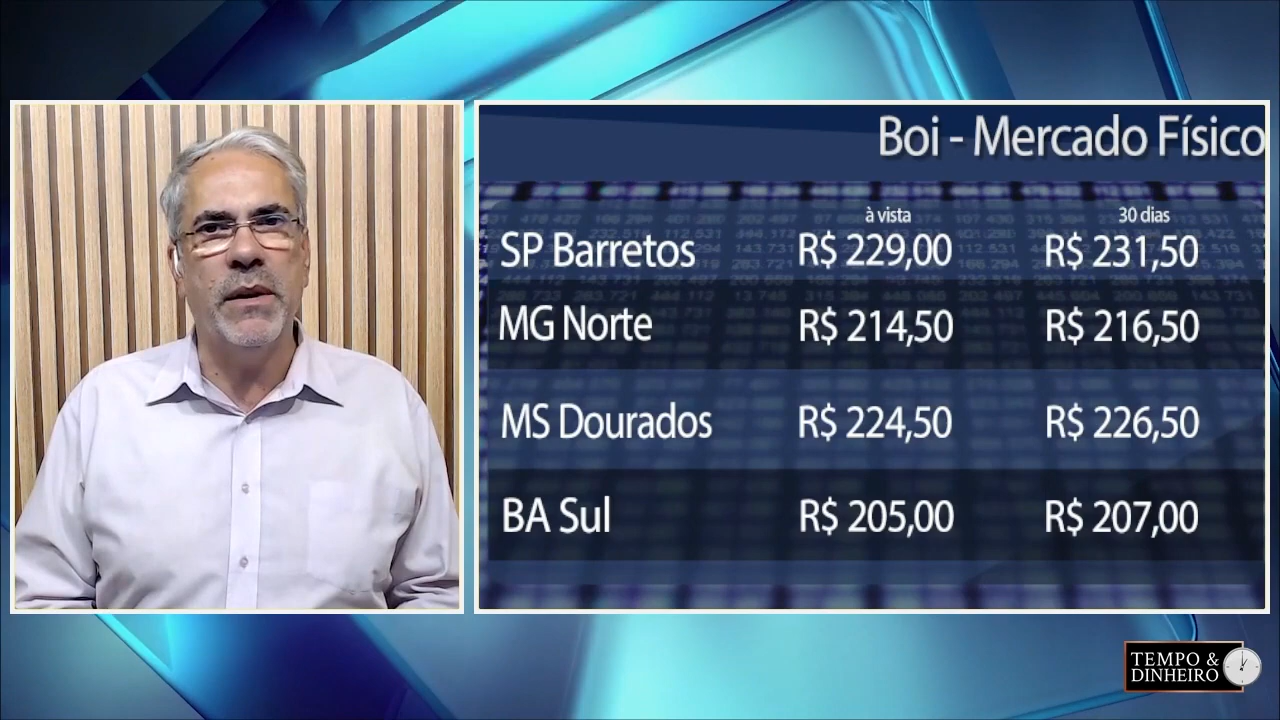 Boi - Mercado Físico
à vista 30 dias
SP Barretos R$ 229,00 R$ 231,50
MG Norte R$ 214,50 R$ 216,50
MS Dourados R$ 224,50 R$ 226,50
BA Sul R$ 205,00 R$ 207,00
TEMPO &
DINHEIRO